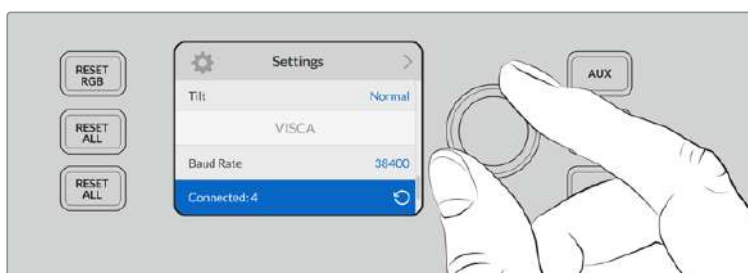 RESET
RGB
RESET
ALL
RESET
ALL
Settings
Tilt Normal
VISCA
Baud Rate 38400
Connected: 4
AUX